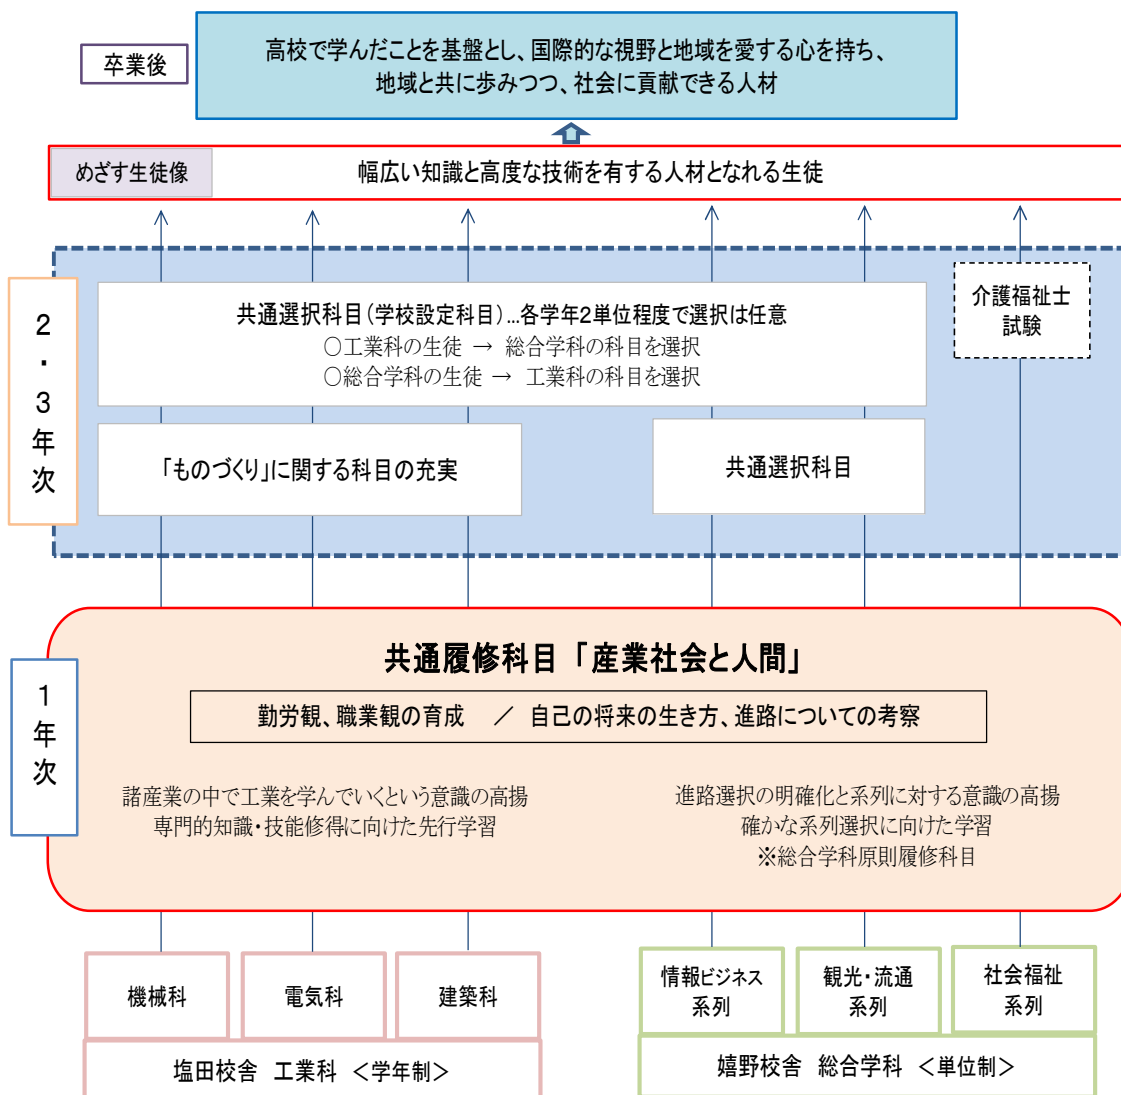 卒業後
高校で学んだことを基盤とし、国際的な視野と地域を愛する心を持ち、
地域と共に歩みつつ、社会に貢献できる人材
めざす生徒像
幅広い知識と高度な技術を有する人材となれる生徒
2・3年次
共通選択科目(学校設定科目)…各学年2単位程度で選択は任意
○工業科の生徒 → 総合学科の科目を選択
○総合学科の生徒 → 工業科の科目を選択
介護福祉士
試験
「ものづくり」に関する科目の充実
共通選択科目
1年次
共通履修科目「産業社会と人間」
勤労観、職業観の育成 / 自己の将来の生き方、進路についての考察
諸産業の中で工業を学んでいくという意識の高揚
専門的知識・技能修得に向けた先行学習
進路選択の明確化と系列に対する意識の高揚
確かな系列選択に向けた学習
※総合学科原則履修科目
機械科
電気科
建築科
塩田校舎 工業科 <学年制>
情報ビジネス
系列
観光・流通
系列
社会福祉
系列
嬉野校舎 総合学科 <単位制>